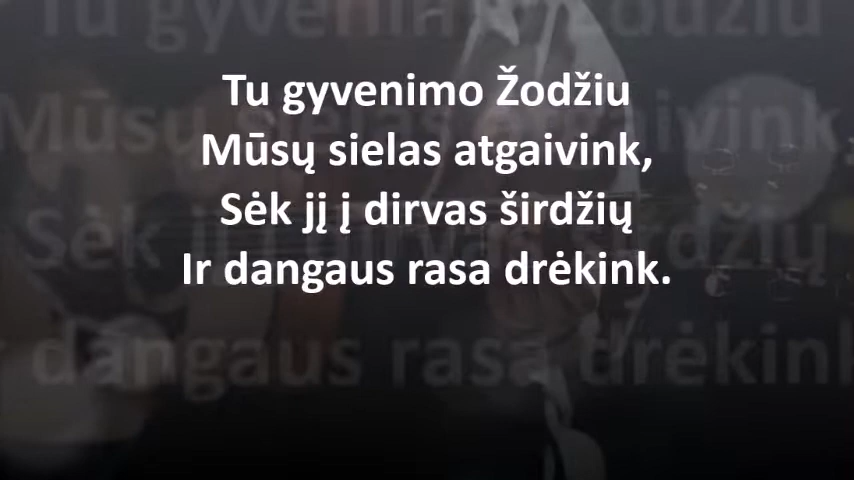 Tu gyvenimo Žodžiu
Mūsų sielas atgaivink,
Sėk jį į dirvas širdžių
Ir dangaus rasa drėkink.